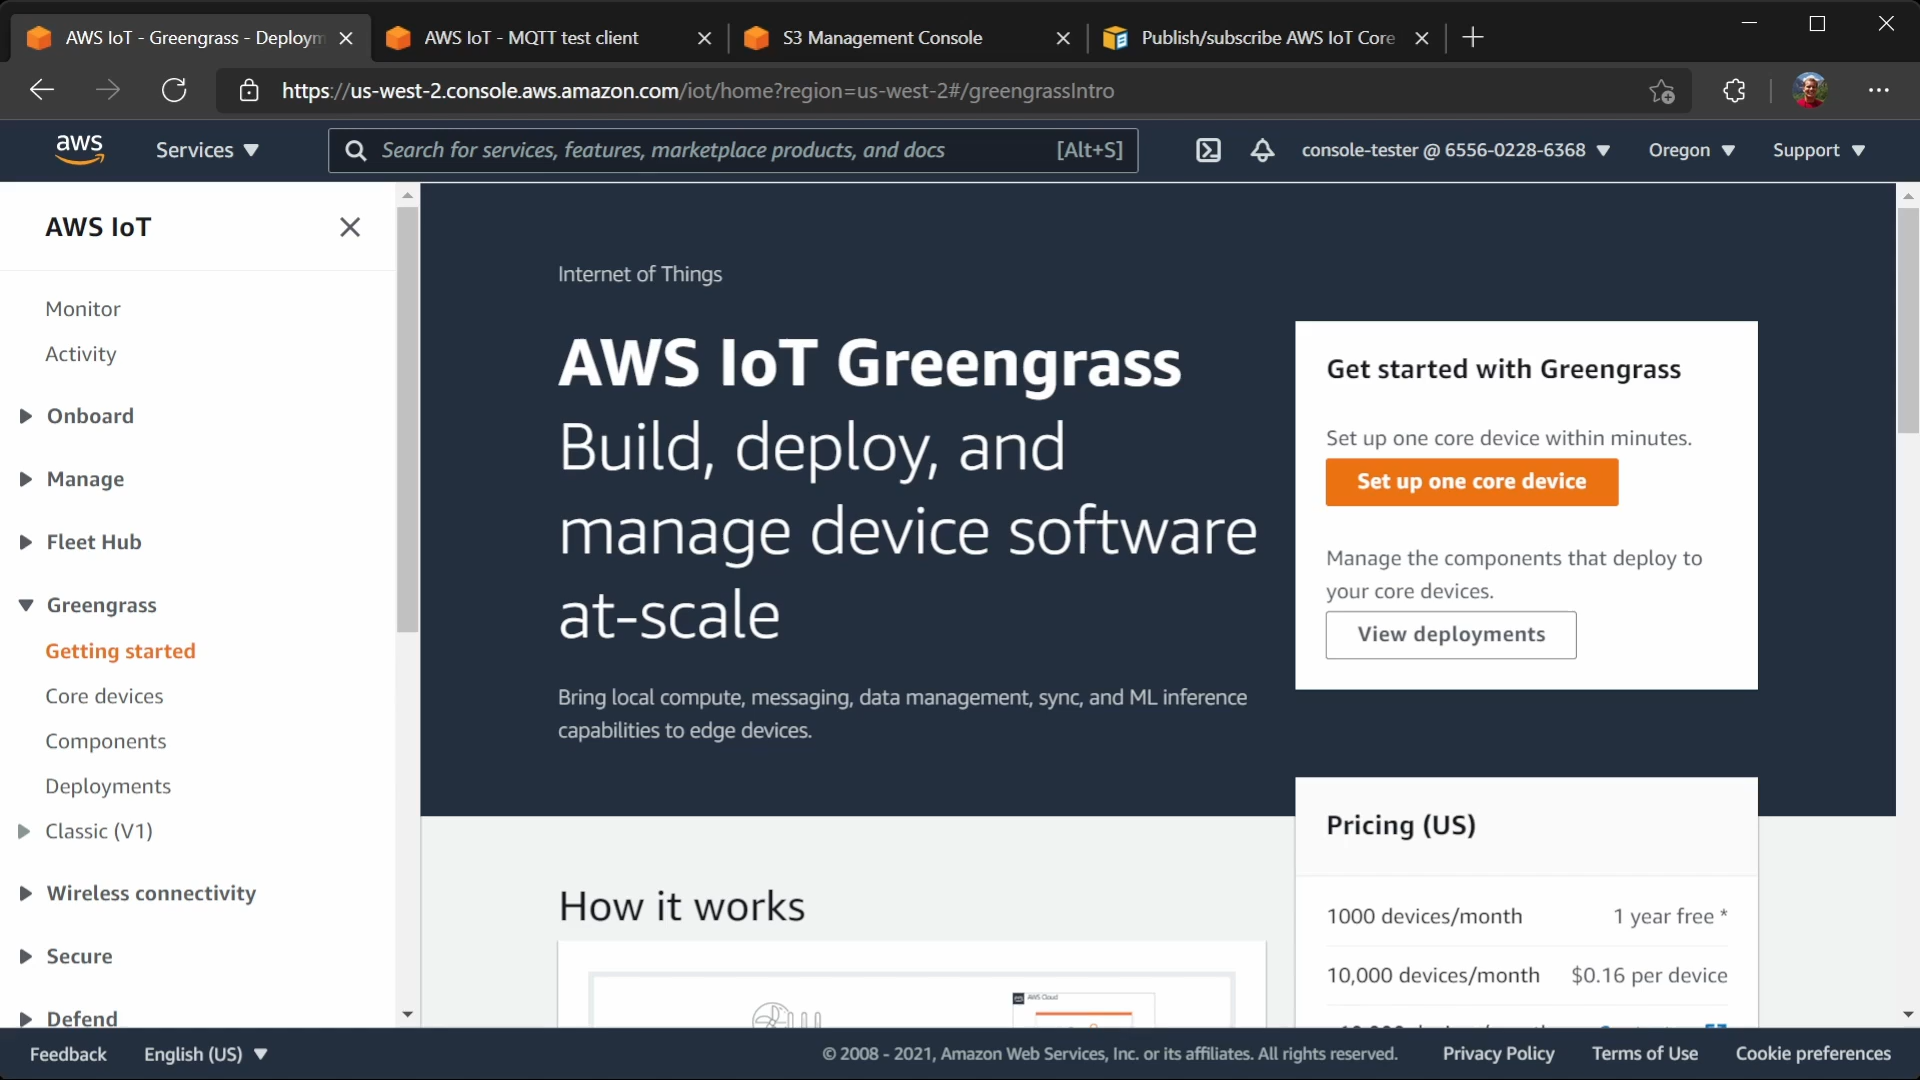 AWS IoT - Greengrass - Deploym
AWS IoT - MQTT test client
S3 Management Console
Publish/subscribe AWS IoT Core
https://us-west-2.console.aws.amazon.com/iot/home?region=us-west-2#/greengrassIntro
aws
Services
Search for services, features, marketplace products, and docs
[Alt+S]
console-tester @ 6556-0228-6368
Oregon
Support
AWS IoT
Monitor
Activity
Onboard
Manage
Fleet Hub
Greengrass
Getting started
Core devices
Components
Deployments
Classic (V1)
Wireless connectivity
Secure
Defend
Internet of Things
AWS IoT Greengrass
Build, deploy, and
manage device software
at-scale
Bring local compute, messaging, data management, sync, and ML inference
capabilities to edge devices.
Get started with Greengrass
Set up one core device within minutes.
Set up one core device
Manage the components that deploy to
your core devices.
View deployments
Pricing (US)
1000 devices/month
1 year free *
10,000 devices/month
$0.16 per device
How it works
AWS Cloud
Feedback
English (US)
© 2008 - 2021, Amazon Web Services, Inc. or its affiliates. All rights reserved.
Privacy Policy
Terms of Use
Cookie preferences